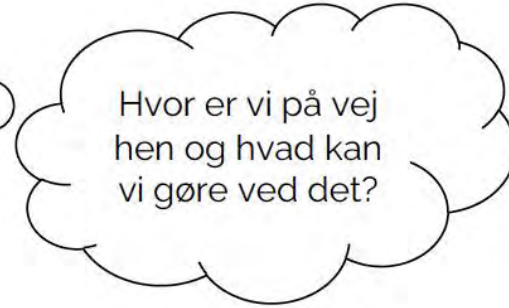 Hvor er vi på vej
hen og hvad kan
vi gøre ved det?